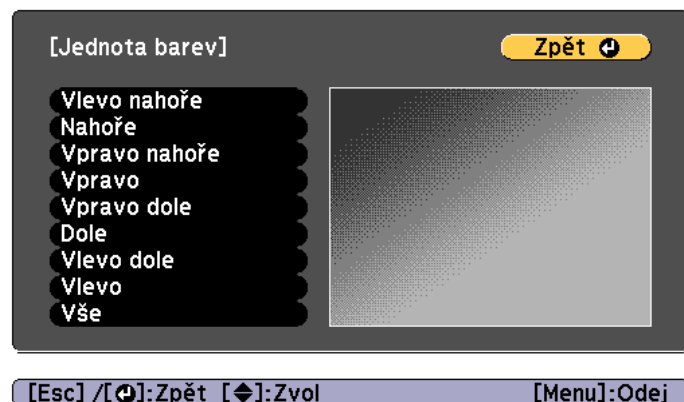 [Jednota barev]
Zpět
Vlevo nahoře
Nahoře
Vpravo nahoře
Vpravo
Vpravo dole
Dole
Vlevo dole
Vlevo
Vše
[Esc] /[⏎]:Zpět [◆]:Zvol [Menu]:Odej